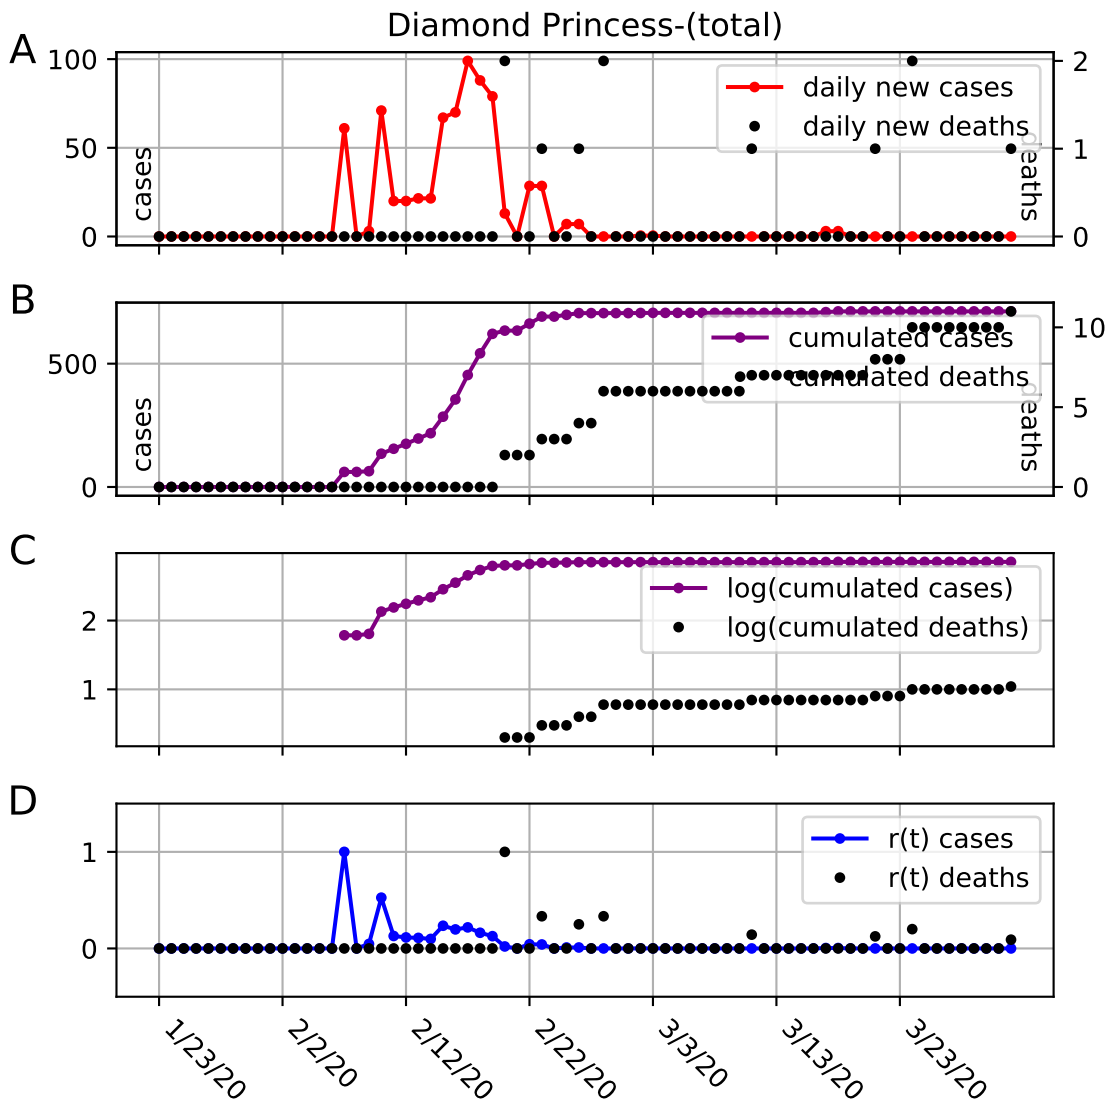 Diamond Princess-(total)
A
100
50
0
cases
daily new cases
daily new deaths
2
1
0
deaths
B
500
0
cases
cumulated cases
cumulated deaths
10
5
0
deaths
C
2
1
log(cumulated cases)
log(cumulated deaths)
D
1
0
r(t) cases
r(t) deaths
1/23/20
2/2/20
2/12/20
2/22/20
3/3/20
3/13/20
3/23/20